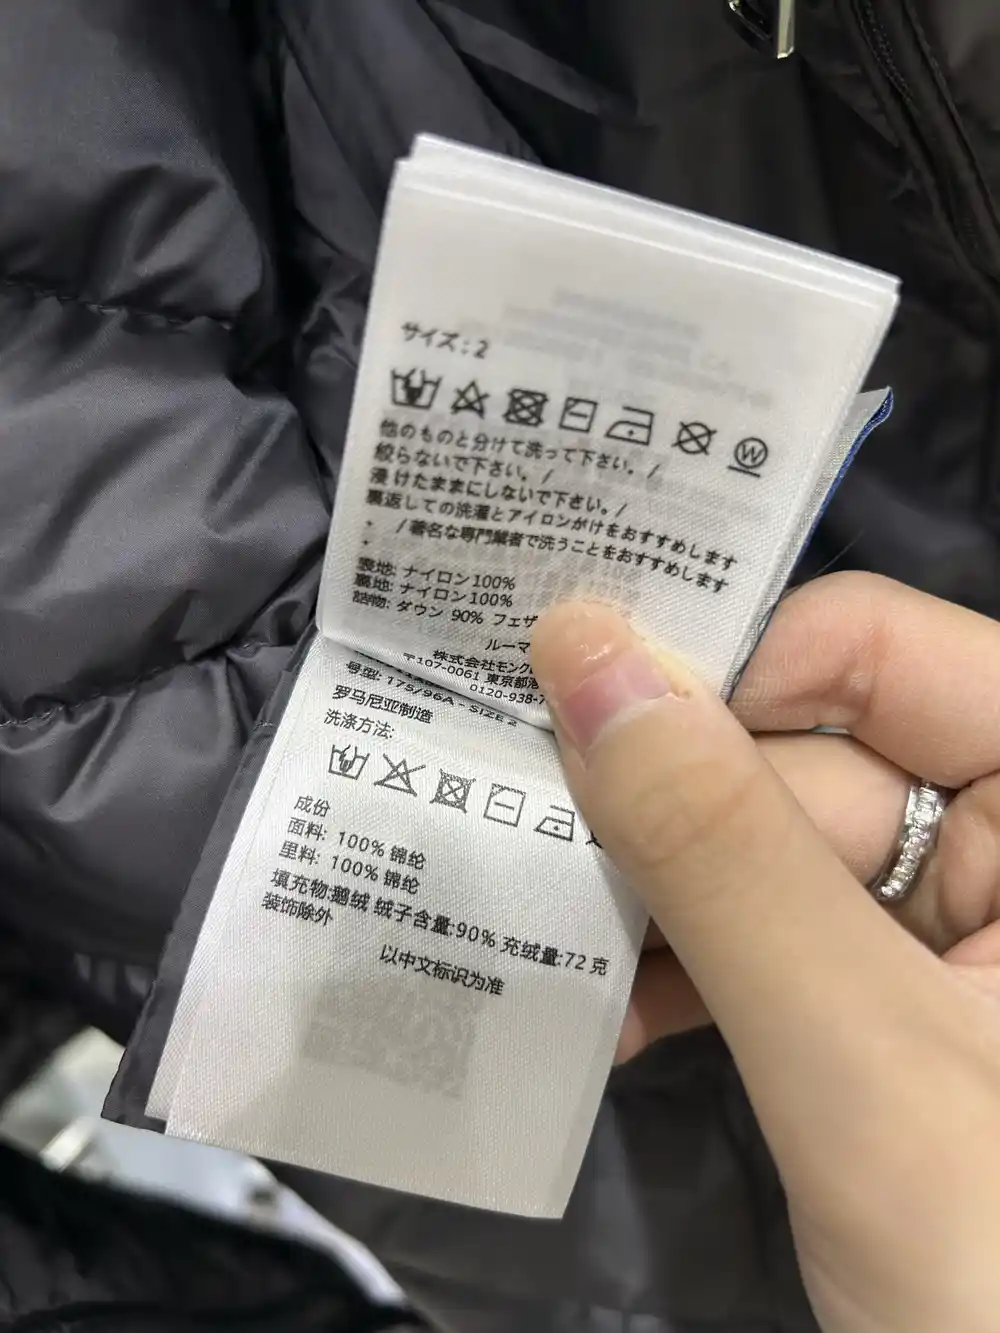 サイズ : 2
他のものと分けて洗って下さい。 /
絞らないで下さい。 /
浸 けたままにしないで下さい。/
裏返しての洗濯とアイロンがけをおすすめします
/ 著名な専門業者で洗うことをおすすめします
表地: ナイロン100%
裏地: ナイロン100%
詰物: ダウン 90% フェザ
ルーマ
株式会社モンク
〒107-0061 東京都港
0120-938-7
号型: 175/96A - SIZE 2
罗马尼亚制造
洗涤方法:
成份
面料: 100% 锦纶
里料: 100% 锦纶
填充物:鹅绒 绒子含量:90% 充绒量:72 克
装饰除外
以中文标识为准